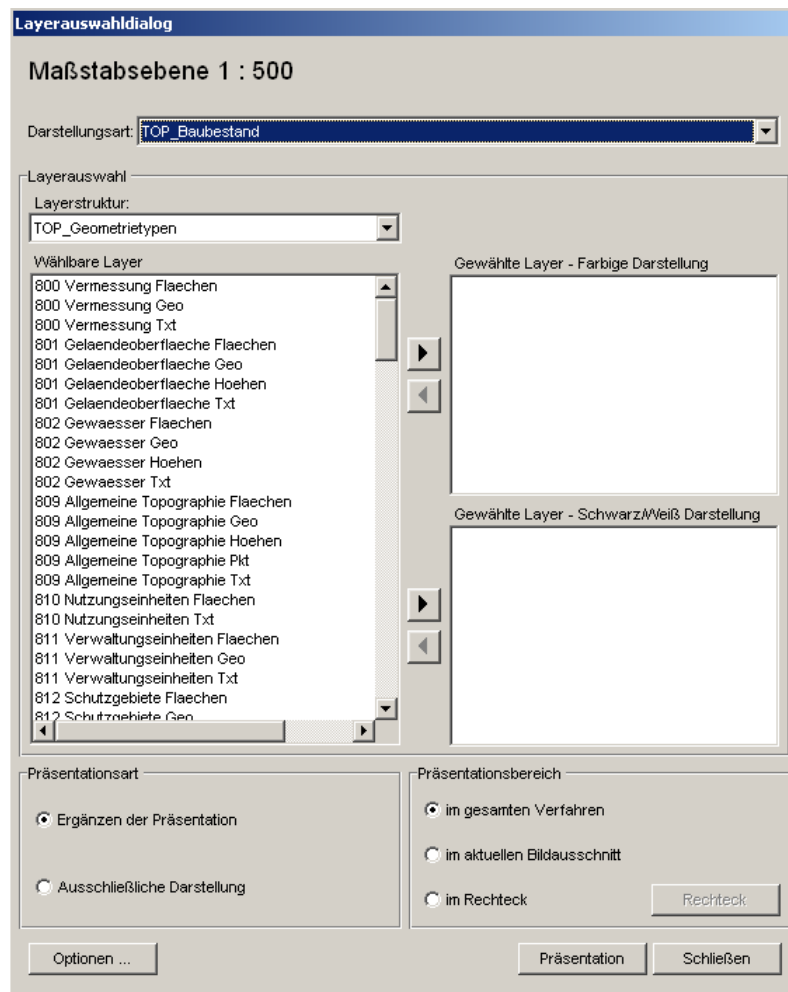 Layerauswahldialog
Maßstabsebene 1 : 500
Darstellungsart: TOP_Baubestand
Layerauswahl
Layerstruktur:
TOP_Geometrietypen
Wählbare Layer
800 Vermessung Flaechen
800 Vermessung Geo
800 Vermessung Txt
801 Gelaendeoberflaeche Flaechen
801 Gelaendeoberflaeche Geo
801 Gelaendeoberflaeche Hoehen
801 Gelaendeoberflaeche Txt
802 Gewaesser Flaechen
802 Gewaesser Geo
802 Gewaesser Hoehen
802 Gewaesser Txt
809 Allgemeine Topographie Flaechen
809 Allgemeine Topographie Geo
809 Allgemeine Topographie Hoehen
809 Allgemeine Topographie Pkt
809 Allgemeine Topographie Txt
810 Nutzungseinheiten Flaechen
810 Nutzungseinheiten Txt
811 Verwaltungseinheiten Flaechen
811 Verwaltungseinheiten Geo
811 Verwaltungseinheiten Txt
812 Schutzgebiete Flaechen
812 Schutzgebiete Geo
Gewählte Layer - Farbige Darstellung
Gewählte Layer - Schwarz/Weiß Darstellung
Präsentationsart
Ergänzen der Präsentation
Ausschließliche Darstellung
Präsentationsbereich
im gesamten Verfahren
im aktuellen Bildausschnitt
im Rechteck
Rechteck
Optionen ...
Präsentation
Schließen